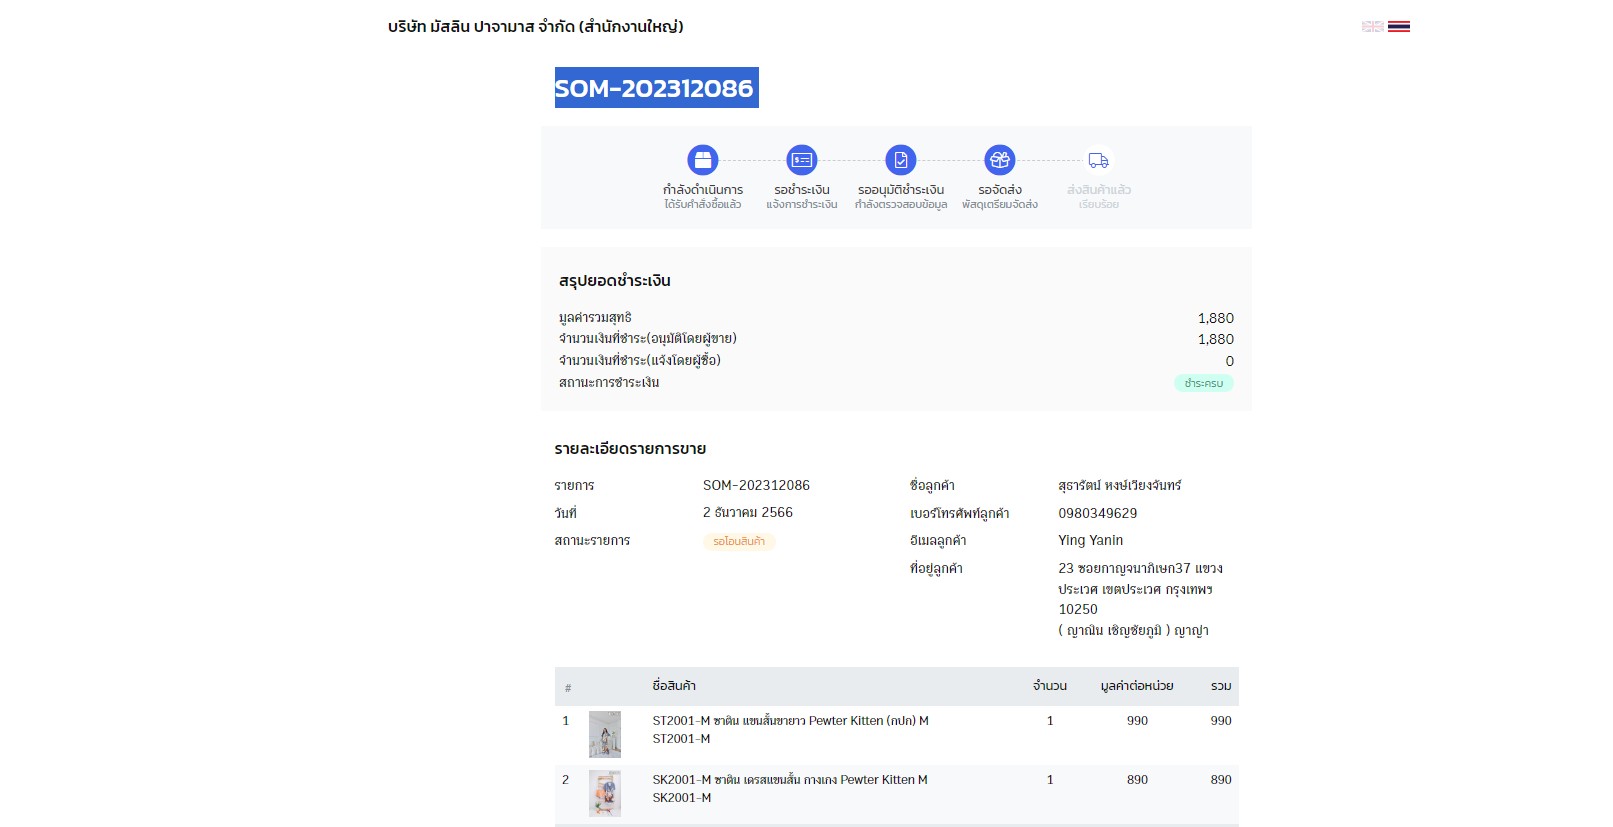 บริษัท มัสลิน ปาจามาส จำกัด (สำนักงานใหญ่)
SOM-202312086
กำลังดำเนินการ รอชำระเงิน รออนุมัติชำระเงิน รอจัดส่ง ส่งสินค้าแล้ว
ได้รับคำสั่งซื้อแล้ว แจ้งการชำระเงิน กำลังตรวจสอบข้อมูล พัสดุเตรียมจัดส่ง เรียบร้อย
สรุปยอดชำระเงิน
มูลค่ารวมสุทธิ 1,880
จำนวนเงินที่ชำระ(อนุมัติโดยผู้ขาย) 1,880
จำนวนเงินที่ชำระ(แจ้งโดยผู้ซื้อ) 0
สถานะการชำระเงิน ชำระครบ
รายละเอียดรายการขาย
รายการ SOM-202312086
วันที่ 2 ธันวาคม 2566
สถานะรายการ รอโอนสินค้า
ชื่อลูกค้า สุธารัตน์ หงษ์เวียงจันทร์
เบอร์โทรศัพท์ลูกค้า 0980349629
อีเมลลูกค้า Ying Yanin
ที่อยู่ลูกค้า 23 ซอยกาญจนาภิเษก37 แขวง
ประเวศ เขตประเวศ กรุงเทพฯ
10250
( ญาณิน เชิญชัยภูมิ ) ญาญ่า
# ชื่อสินค้า จำนวน มูลค่าต่อหน่วย รวม
1 ST2001-M ซาติน แขนสั้นขายาว Pewter Kitten (กปก) M 1 990 990
ST2001-M
2 SK2001-M ซาติน เดรสแขนสั้น กางเกง Pewter Kitten M 1 890 890
SK2001-M